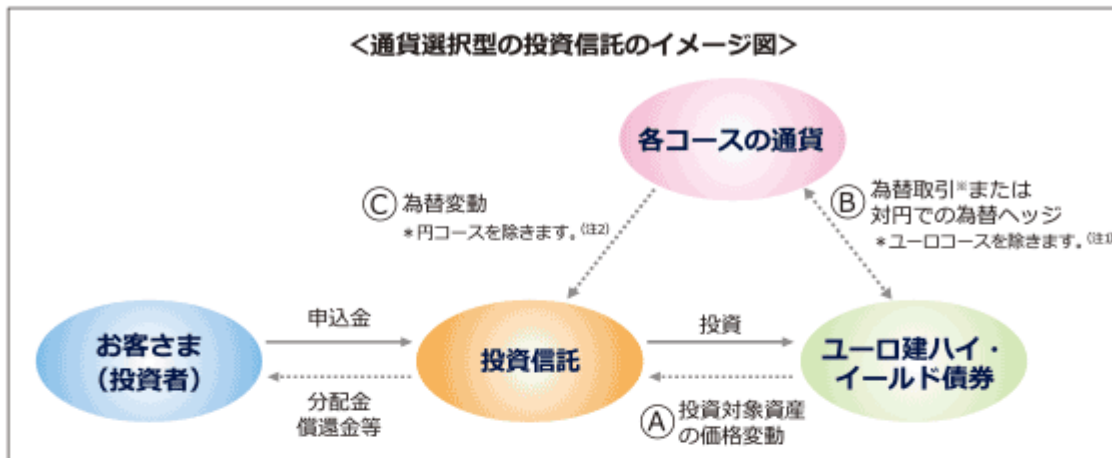 <通貨選択型の投資信託のイメージ図>
各コースの通貨
Ⓒ 為替変動
＊円コースを除きます。(注2)
Ⓑ 為替取引※または
対円での為替ヘッジ
＊ユーロコースを除きます。(注1)
お客さま
(投資者)
申込金
分配金
償還金等
投資信託
投資
Ⓐ 投資対象資産
の価格変動
ユーロ建ハイ・
イールド債券